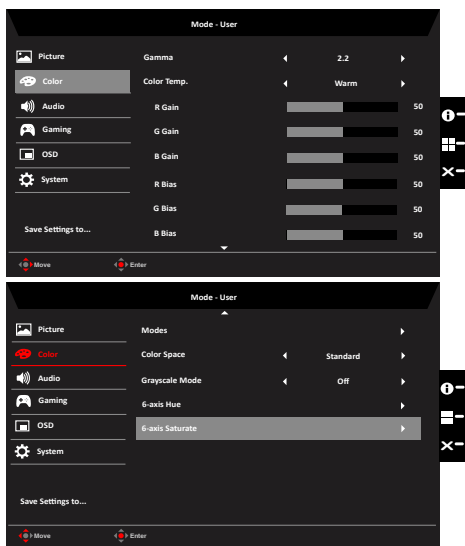 Mode - User
Picture Gamma 2.2
Color Color Temp. Warm
Audio R Gain 50
Gaming G Gain 50
OSD B Gain 50
System R Bias 50
G Bias 50
Save Settings to... B Bias 50
Move Enter
Mode - User
Picture Modes
Color Color Space Standard
Audio Grayscale Mode Off
Gaming 6-axis Hue
OSD 6-axis Saturate
System
Save Settings to...
Move Enter